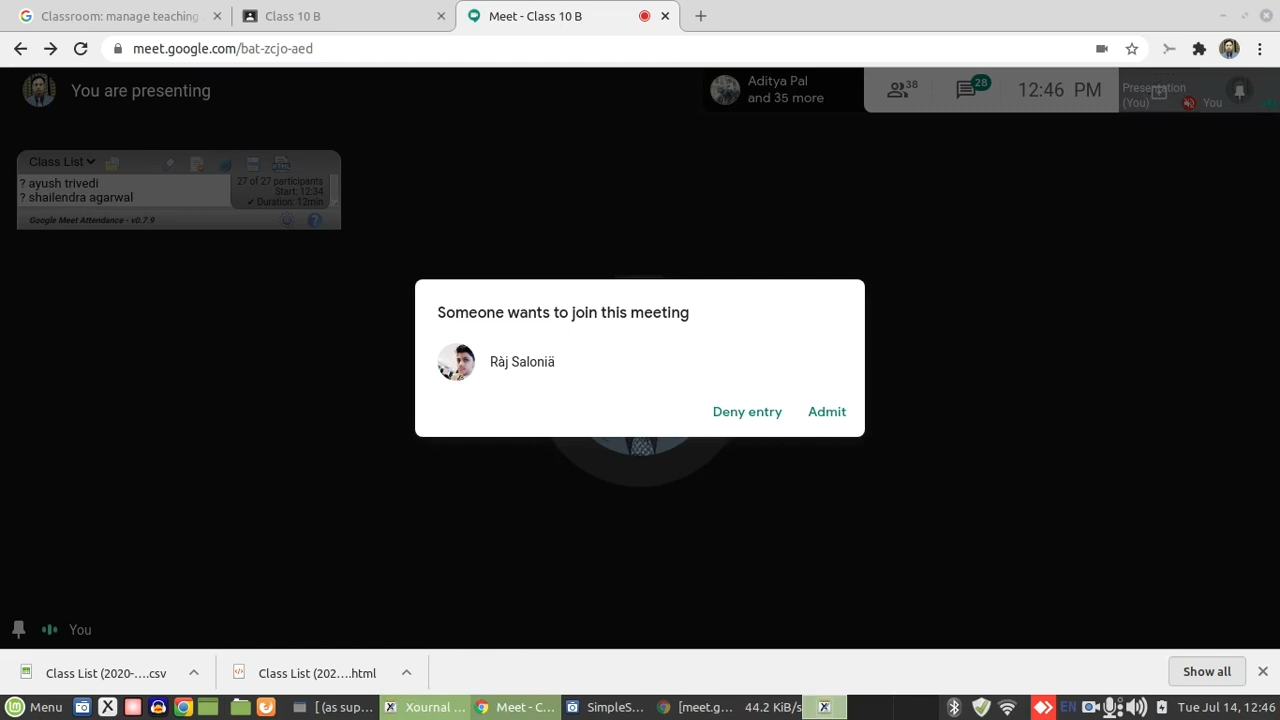 Classroom: manage teaching
Class 10 B
Meet - Class 10 B
meet.google.com/bat-zcjo-aed
You are presenting
Aditya Pal
and 35 more
38
28
12:46 PM
Presentation
(You)
You
Class List
? ayush trivedi
? shailendra agarwal
27 of 27 participants
Start: 12:34
✔ Duration: 12min
Google Meet Attendance - v0.7.9
Someone wants to join this meeting
Ràj Saloniä
Deny entry
Admit
You
Class List (2020-....csv
Class List (202....html
Show all
Menu
[ (as sup...
Xournal ...
Meet - C...
SimpleS...
[meet.g...
44.2 KiB/s
EN
Tue Jul 14, 12:46